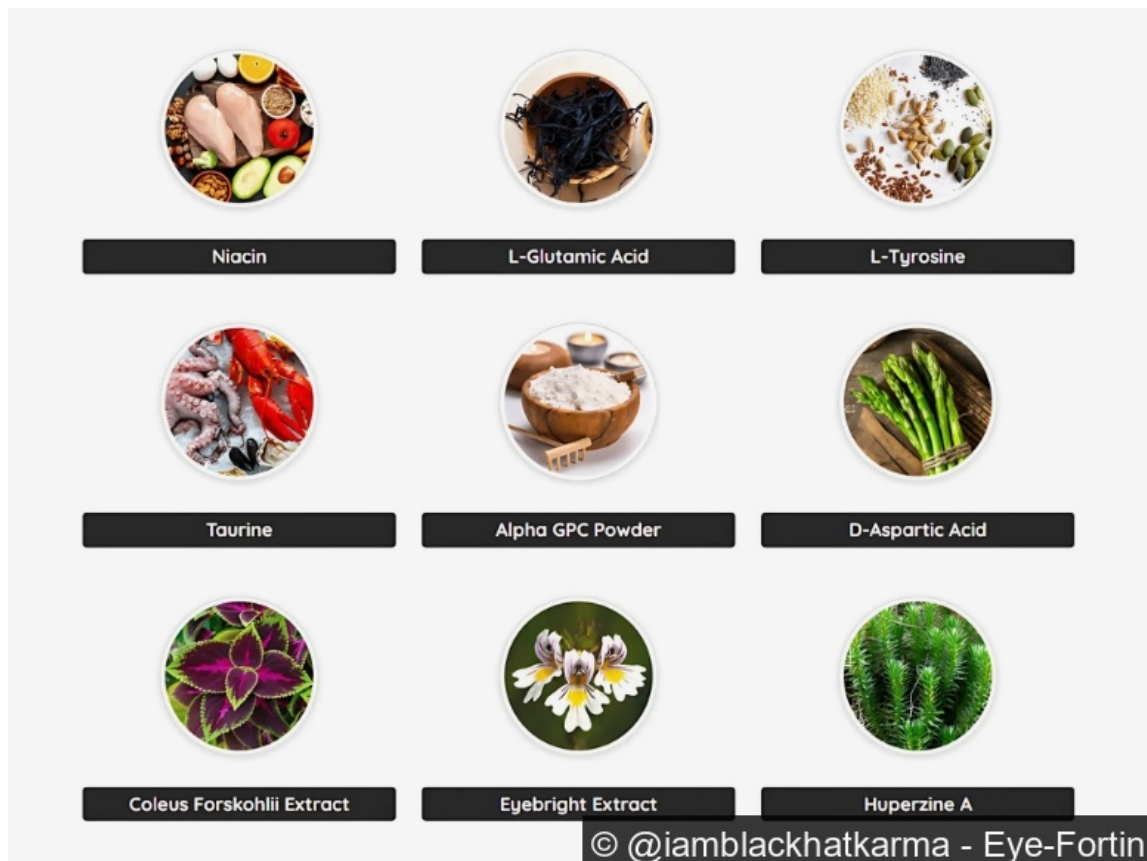 Niacin
L-Glutamic Acid
L-Tyrosine
Taurine
Alpha GPC Powder
D-Aspartic Acid
Coleus Forskohlii Extract
Eyebright Extract
Huperzine A
© @iamblackhatkarma - Eye-Fortin